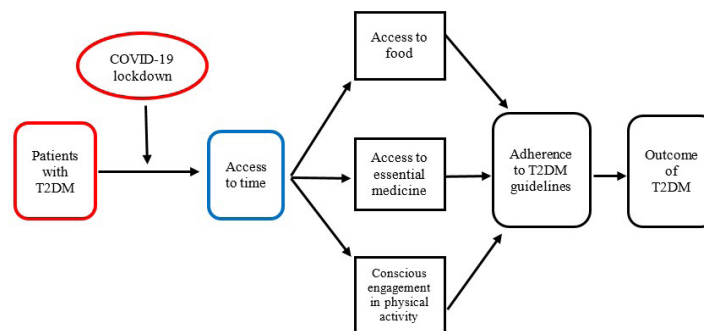 COVID-19
lockdown
Patients
with
T2DM
Access
to time
Access to
food
Access to
essential
medicine
Conscious
engagement
in physical
activity
Adherence
to T2DM
guidelines
Outcome
of
T2DM